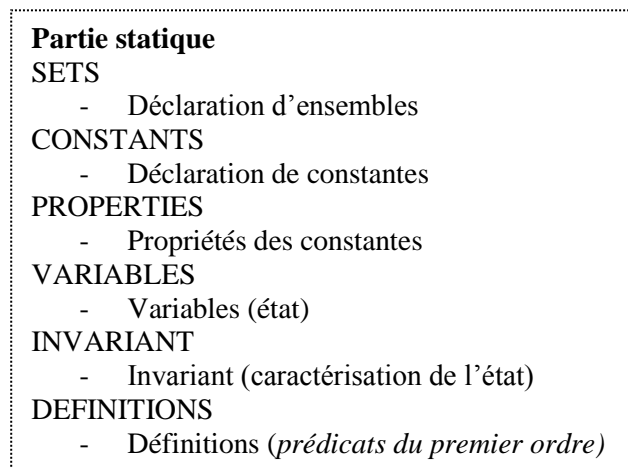 Partie statique
SETS
- Déclaration d’ensembles
CONSTANTS
- Déclaration de constantes
PROPERTIES
- Propriétés des constantes
VARIABLES
- Variables (état)
INVARIANT
- Invariant (caractérisation de l’état)
DEFINITIONS
- Définitions (prédicats du premier ordre)